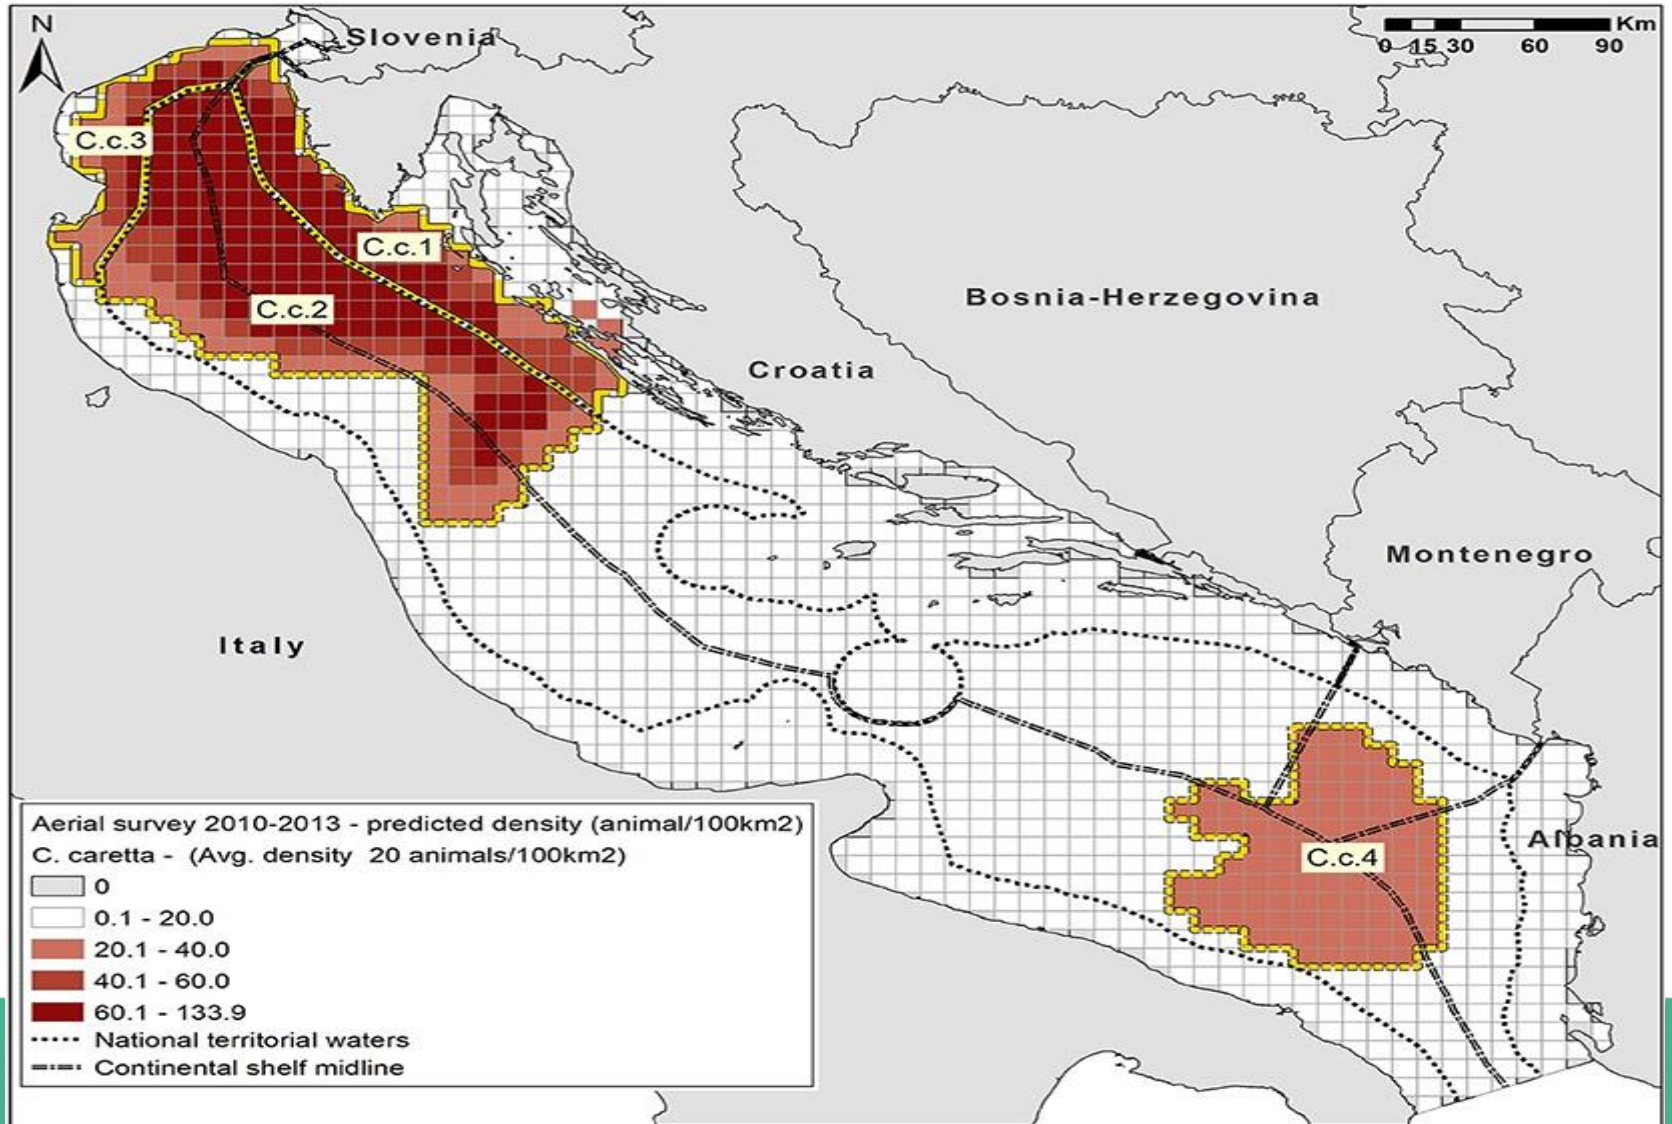 N
Slovenia
Km
0 15 30 60 90
C.c.3
C.c.1
C.c.2
Bosnia-Herzegovina
Croatia
Montenegro
Italy
Albania
C.c.4
Aerial survey 2010-2013 - predicted density (animal/100km2)
C. caretta - (Avg. density 20 animals/100km2)
0
0.1 - 20.0
20.1 - 40.0
40.1 - 60.0
60.1 - 133.9
National territorial waters
Continental shelf midline